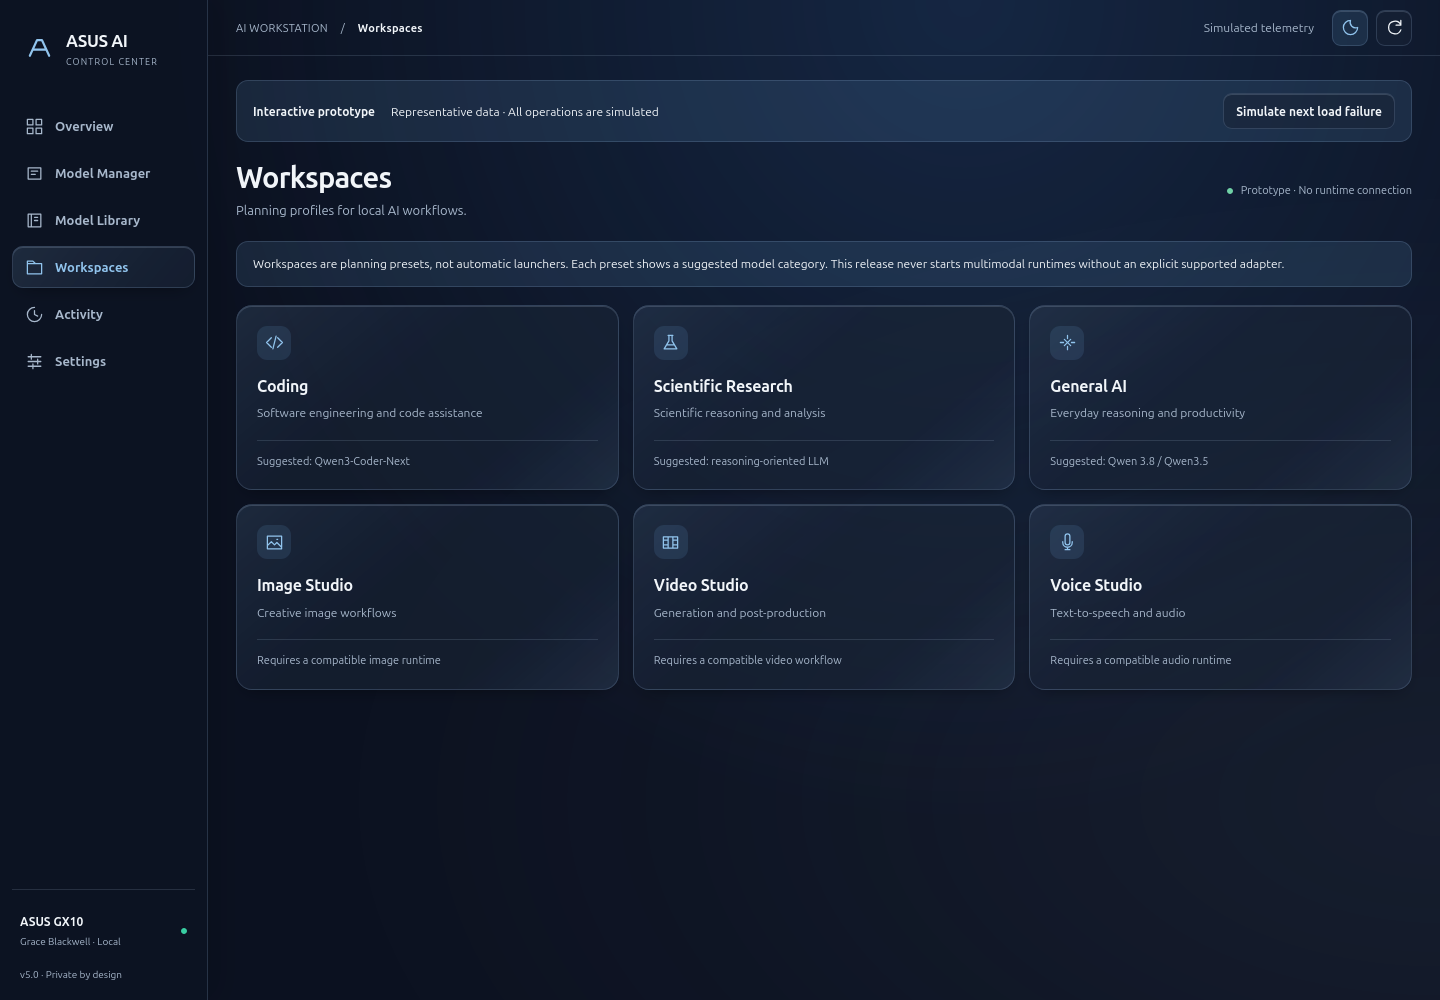 ASUS AI
CONTROL CENTER
Overview
Model Manager
Model Library
Workspaces
Activity
Settings
ASUS GX10
Grace Blackwell · Local
v5.0 · Private by design
AI WORKSTATION / Workspaces
Simulated telemetry
Interactive prototype Representative data · All operations are simulated
Simulate next load failure
Workspaces
Planning profiles for local AI workflows.
Prototype · No runtime connection
Workspaces are planning presets, not automatic launchers. Each preset shows a suggested model category. This release never starts multimodal runtimes without an explicit supported adapter.
Coding
Software engineering and code assistance
Suggested: Qwen3-Coder-Next
Scientific Research
Scientific reasoning and analysis
Suggested: reasoning-oriented LLM
General AI
Everyday reasoning and productivity
Suggested: Qwen 3.8 / Qwen3.5
Image Studio
Creative image workflows
Requires a compatible image runtime
Video Studio
Generation and post-production
Requires a compatible video workflow
Voice Studio
Text-to-speech and audio
Requires a compatible audio runtime